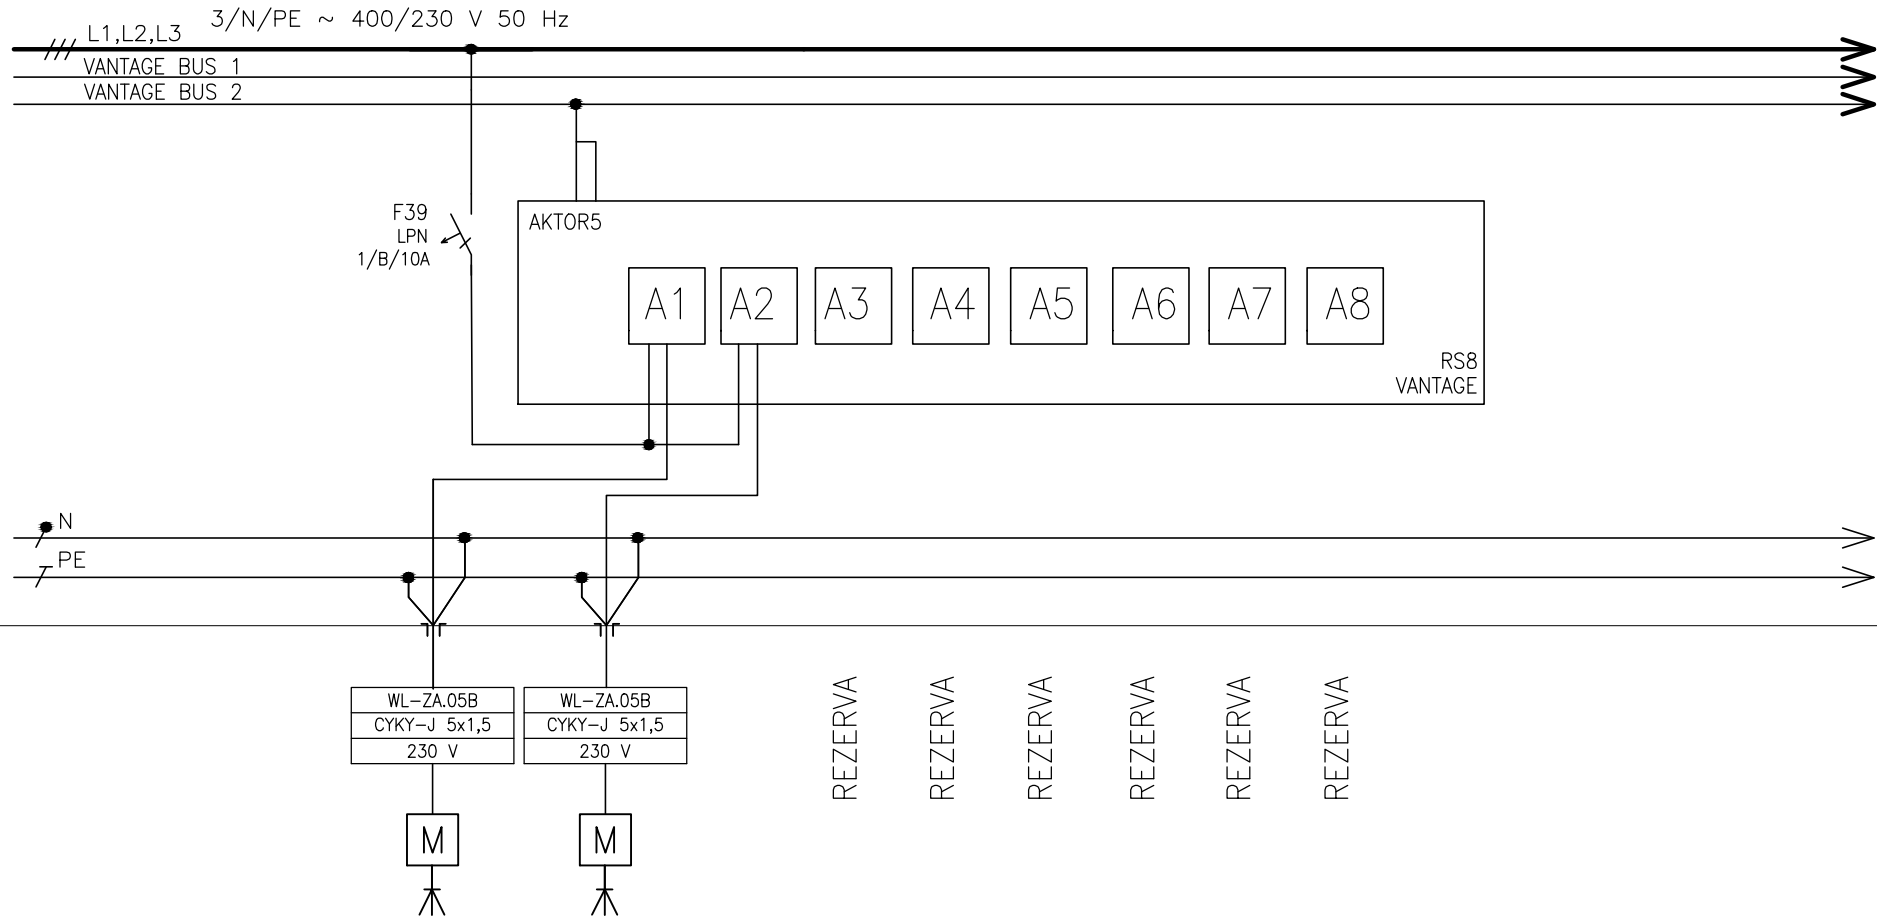 3/N/PE ~ 400/230 V 50 Hz
L1,L2,L3
VANTAGE BUS 1
VANTAGE BUS 2
F39
LPN
1/B/10A
AKTOR5
A1 A2 A3 A4 A5 A6 A7 A8
RS8
VANTAGE
N
PE
WL-ZA.05B
CYKY-J 5x1,5
230 V
WL-ZA.05B
CYKY-J 5x1,5
230 V
REZERVA
REZERVA
REZERVA
REZERVA
REZERVA
REZERVA
M
M